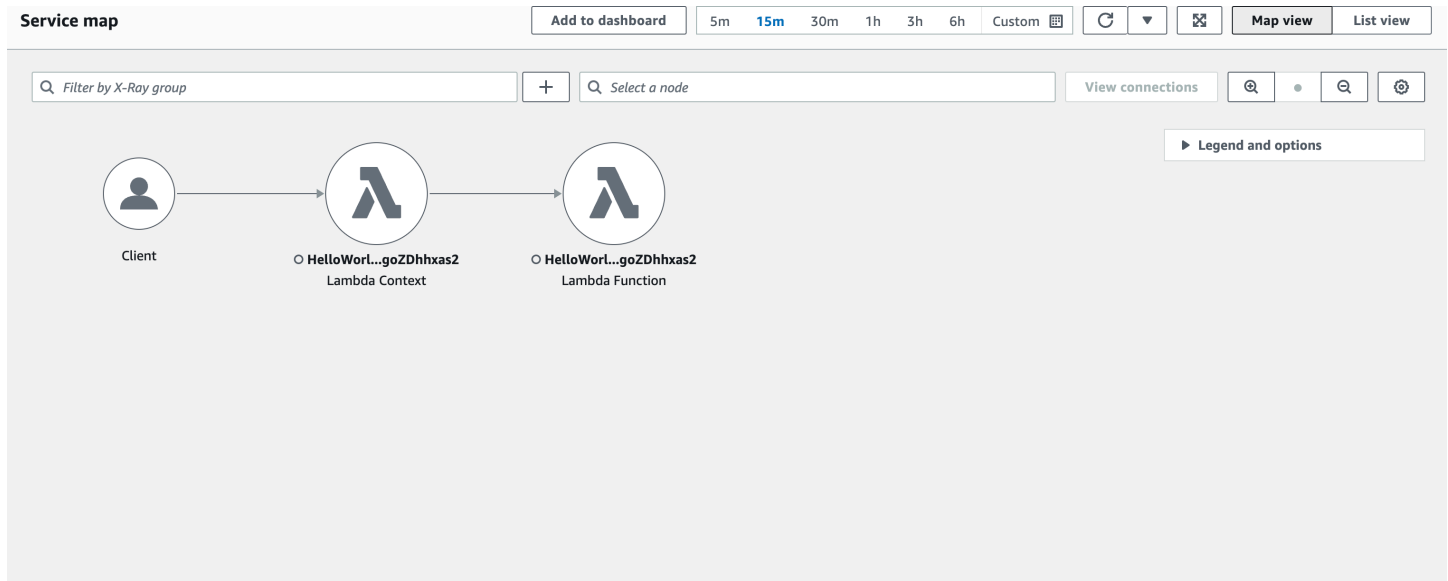 Service map
Add to dashboard
5m 15m 30m 1h 3h 6h Custom
Map view List view
Filter by X-Ray group
Select a node
View connections
Legend and options
Client
HelloWorl...goZDhhxas2
Lambda Context
HelloWorl...goZDhhxas2
Lambda Function